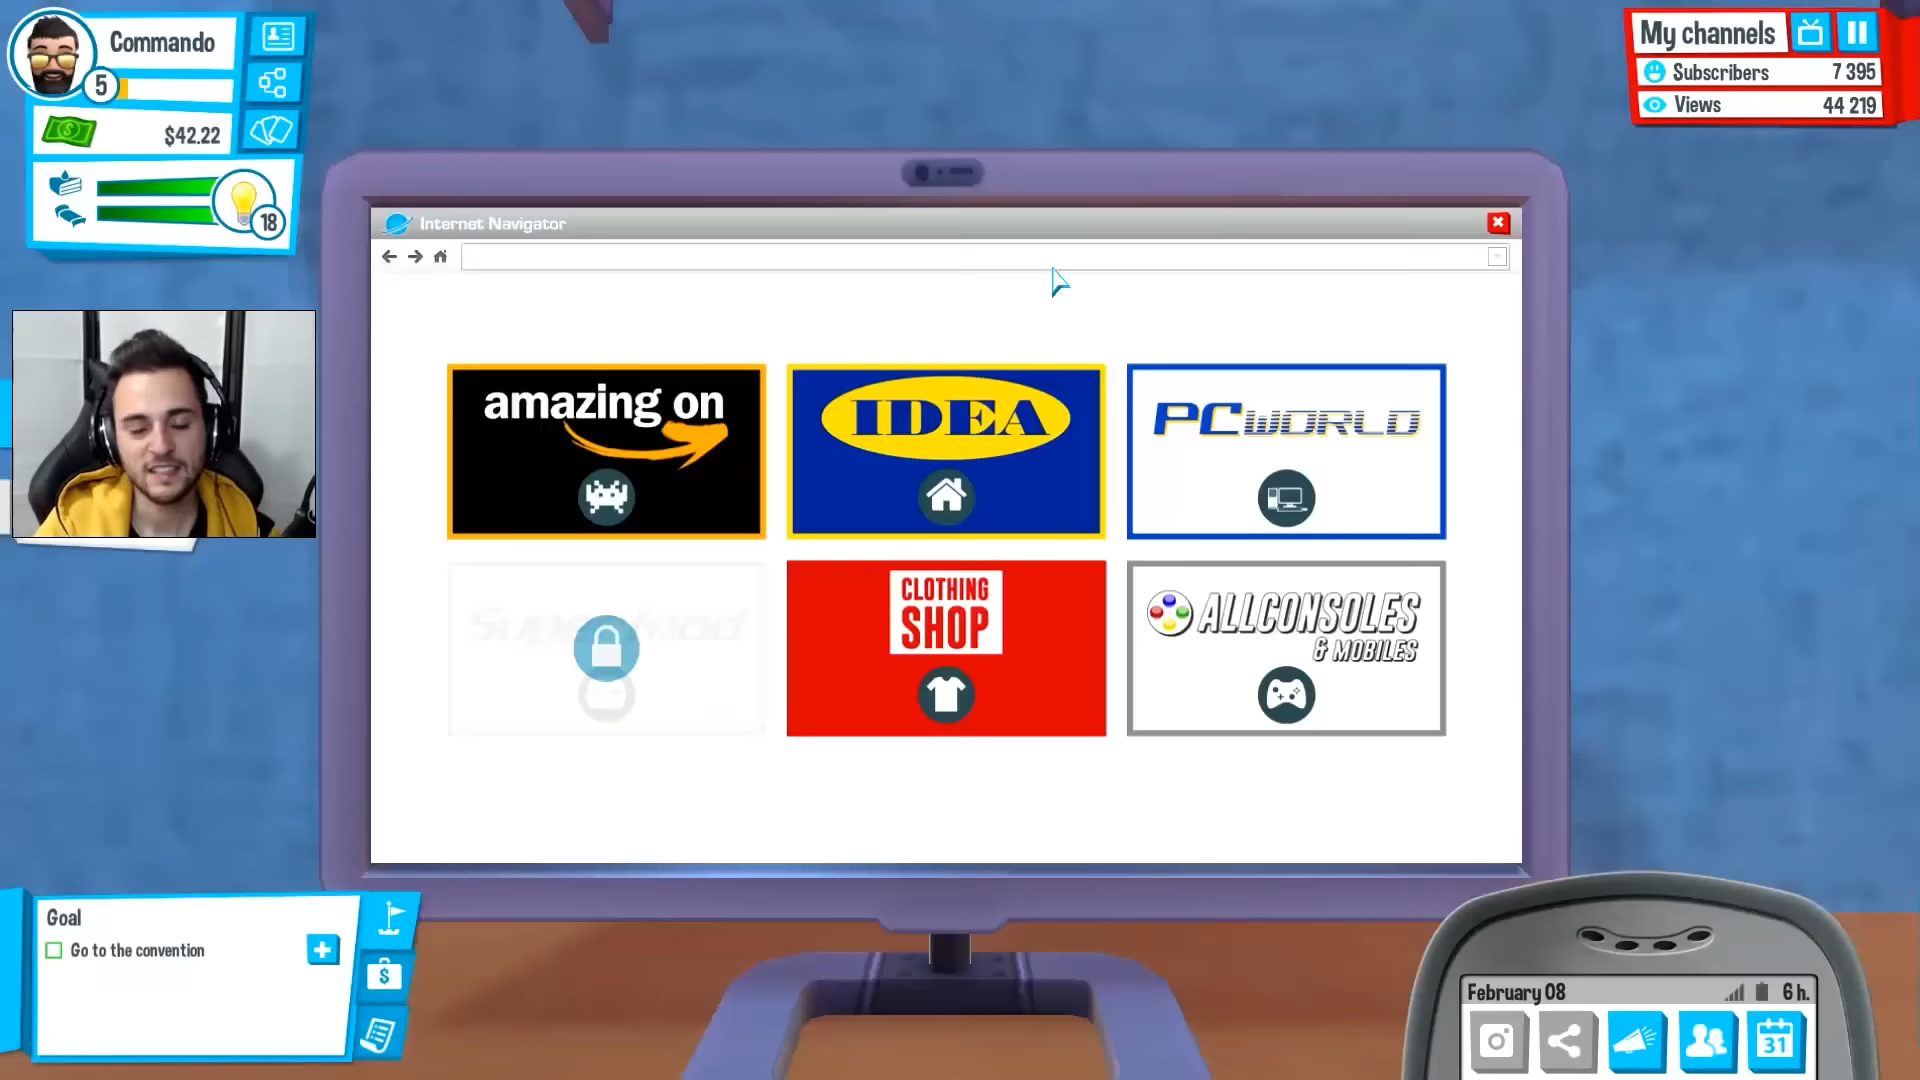 Commando
5
$42.22
18
My channels
Subscribers 7 395
Views 44 219
Internet Navigator
amazing on
IDEA
PCWORLD
Superfood
CLOTHING
SHOP
ALLCONSOLES
& MOBILES
Goal
Go to the convention
$
February 08 6 h.
31